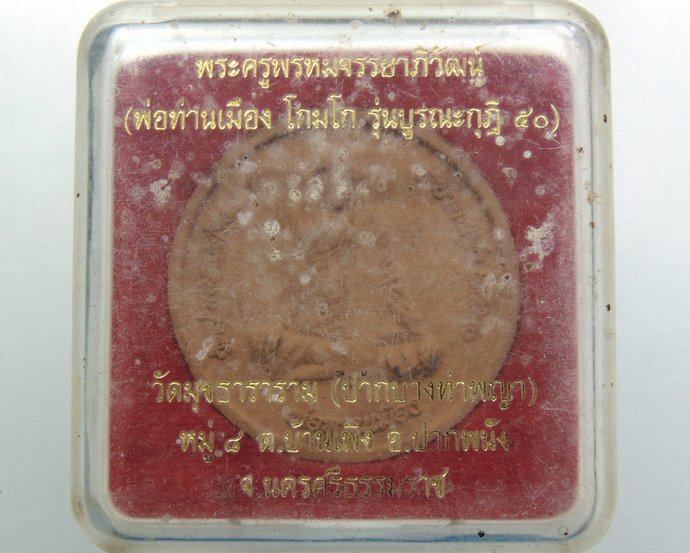 พระครูพรหมจรรยาภิวัฒน์
(พ่อท่านเมือง โกมโก รุ่นบูรณะกุฏิ ๕๐)
วัดมุขธาราราม (ปากบางท่าพญา)
หมู่ ๘ ต.บ้านเพิง อ.ปากพนัง
จ.นครศรีธรรมราช